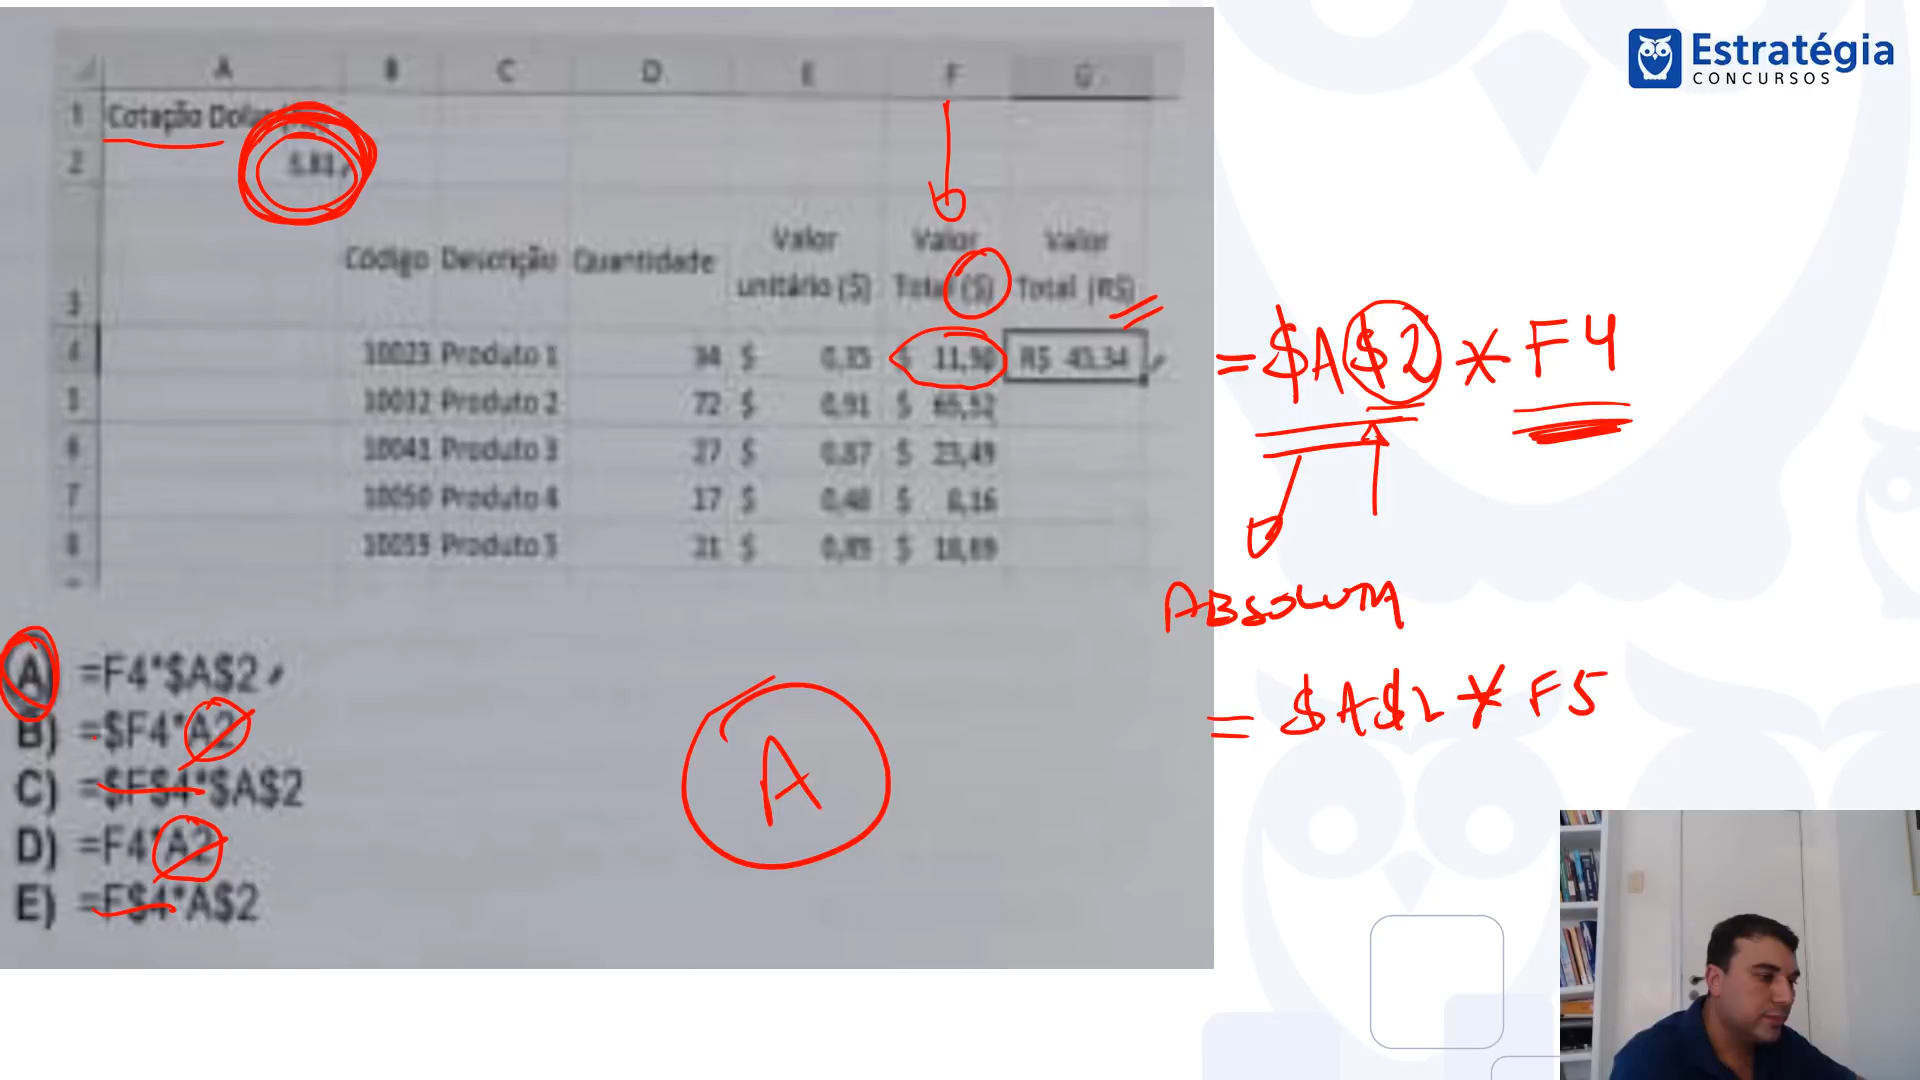 Estratégia
CONCURSOS
A B C D E F G
1 Cotação Dolar
2 3,81
Valor Valor Valor
Código Descrição Quantidade
3 unitário ($) Total ($) Total (R$)
4 10023 Produto 1 34 $ 0,35 $ 11,90 R$ 45,34
5 10032 Produto 2 72 $ 0,91 $ 65,52
6 10041 Produto 3 27 $ 0,87 $ 23,49
7 10050 Produto 4 17 $ 0,48 $ 8,16
8 10059 Produto 5 21 $ 0,89 $ 18,69
= $A$2 * F4
ABSOLUTA
= $A$2 * F5
A) =F4*$A$2
B) =$F4*A2
C) =$F$4*$A$2
D) =F4*A2
E) =F$4*A$2
A